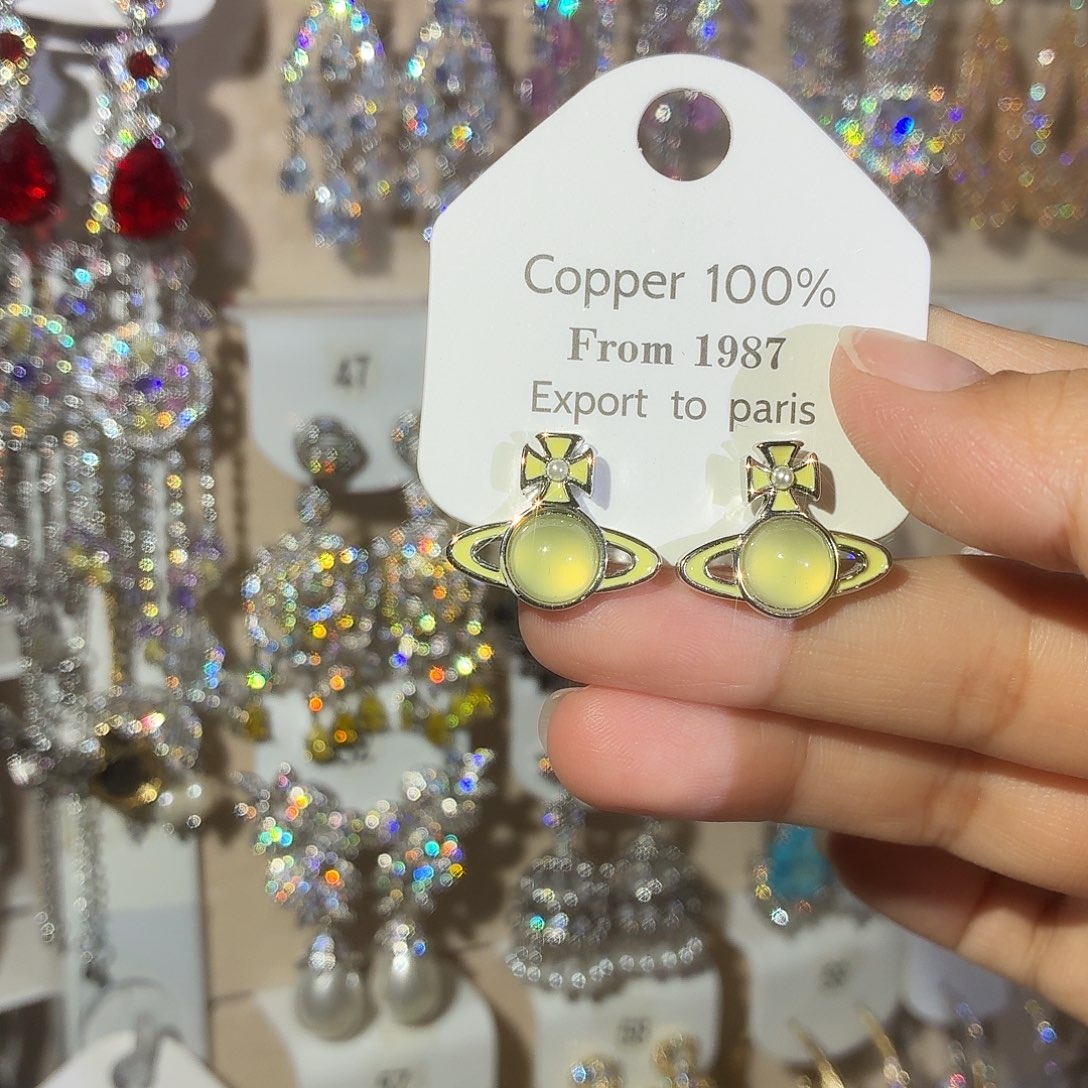 Copper 100%
From 1987
Export to paris
47